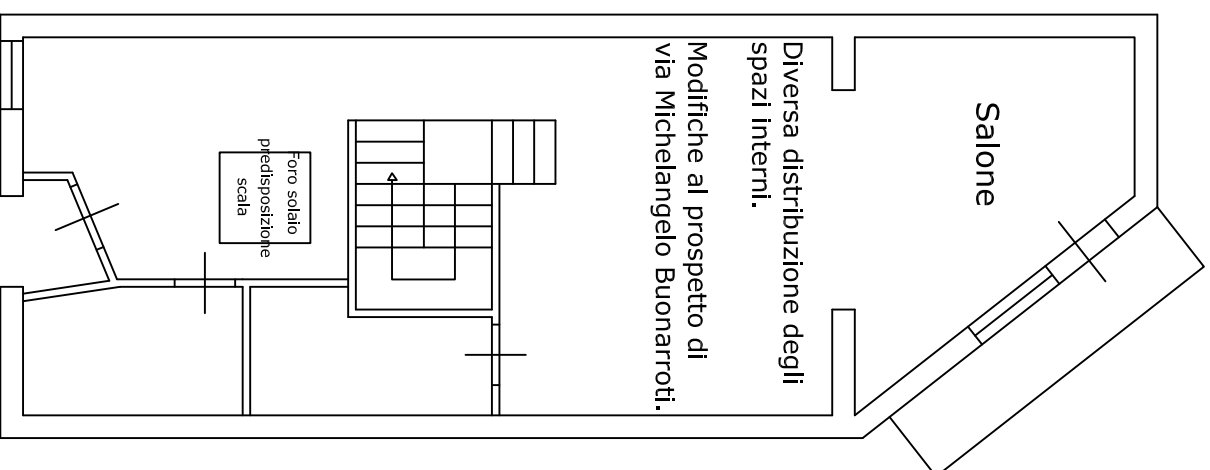 Salone
Diversa distribuzione degli
spazi interni.
Modifiche al prospetto di
via Michelangelo Buonarroti.
Foro solaio
predisposizione
scala